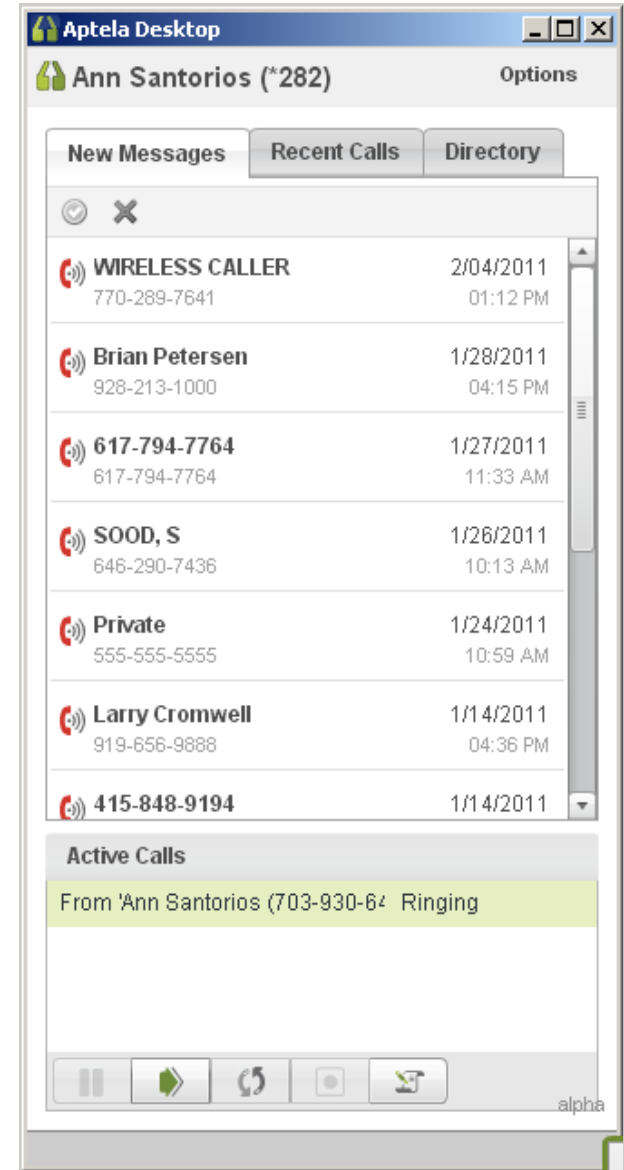 Aptela Desktop
Ann Santorios (*282) Options
New Messages Recent Calls Directory
WIRELESS CALLER 2/04/2011
770-289-7641 01:12 PM
Brian Petersen 1/28/2011
928-213-1000 04:15 PM
617-794-7764 1/27/2011
617-794-7764 11:33 AM
SOOD, S 1/26/2011
646-290-7436 10:13 AM
Private 1/24/2011
555-555-5555 10:59 AM
Larry Cromwell 1/14/2011
919-656-9888 04:36 PM
415-848-9194 1/14/2011
Active Calls
From 'Ann Santorios (703-930-64 Ringing
alpha